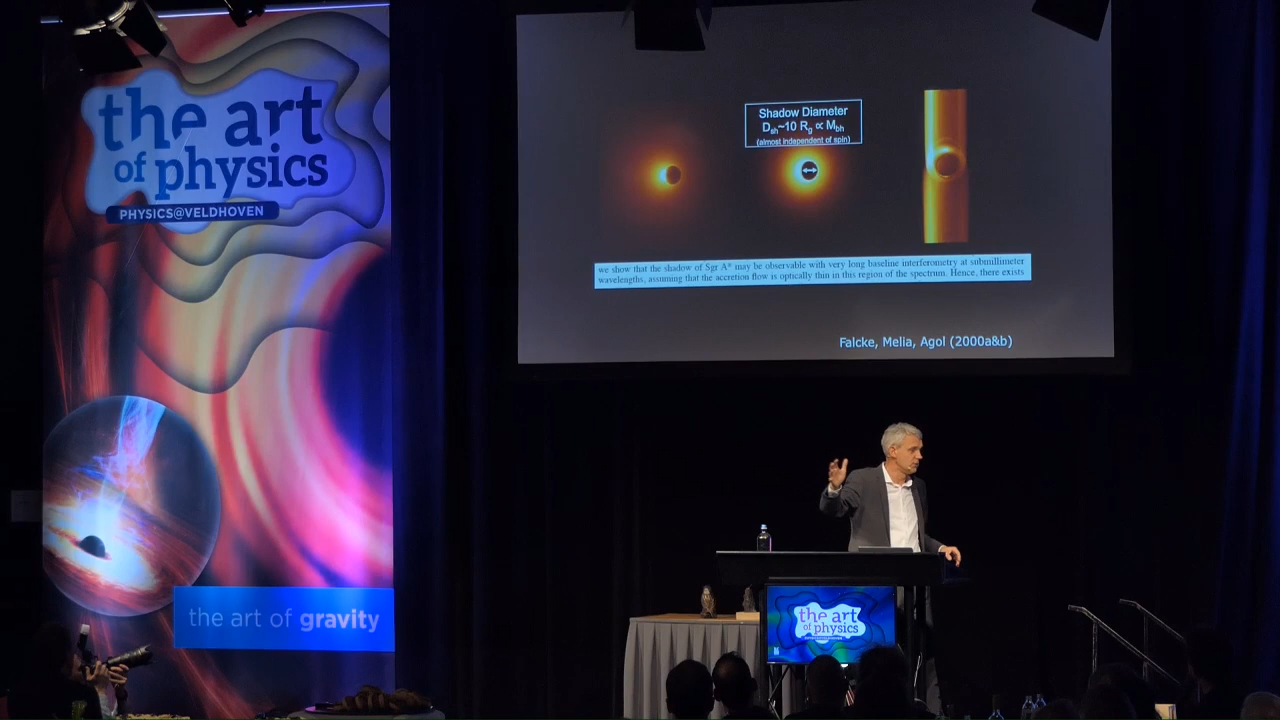 the art
of physics
PHYSICS@VELDHOVEN
the art of gravity
Shadow Diameter
Dsh~10 Rg ∝ Mbh
(almost independent of spin)
we show that the shadow of Sgr A* may be observable with very long baseline interferometry at submillimeter
wavelengths, assuming that the accretion flow is optically thin in this region of the spectrum. Hence, there exists
Falcke, Melia, Agol (2000a&b)
the art
of physics